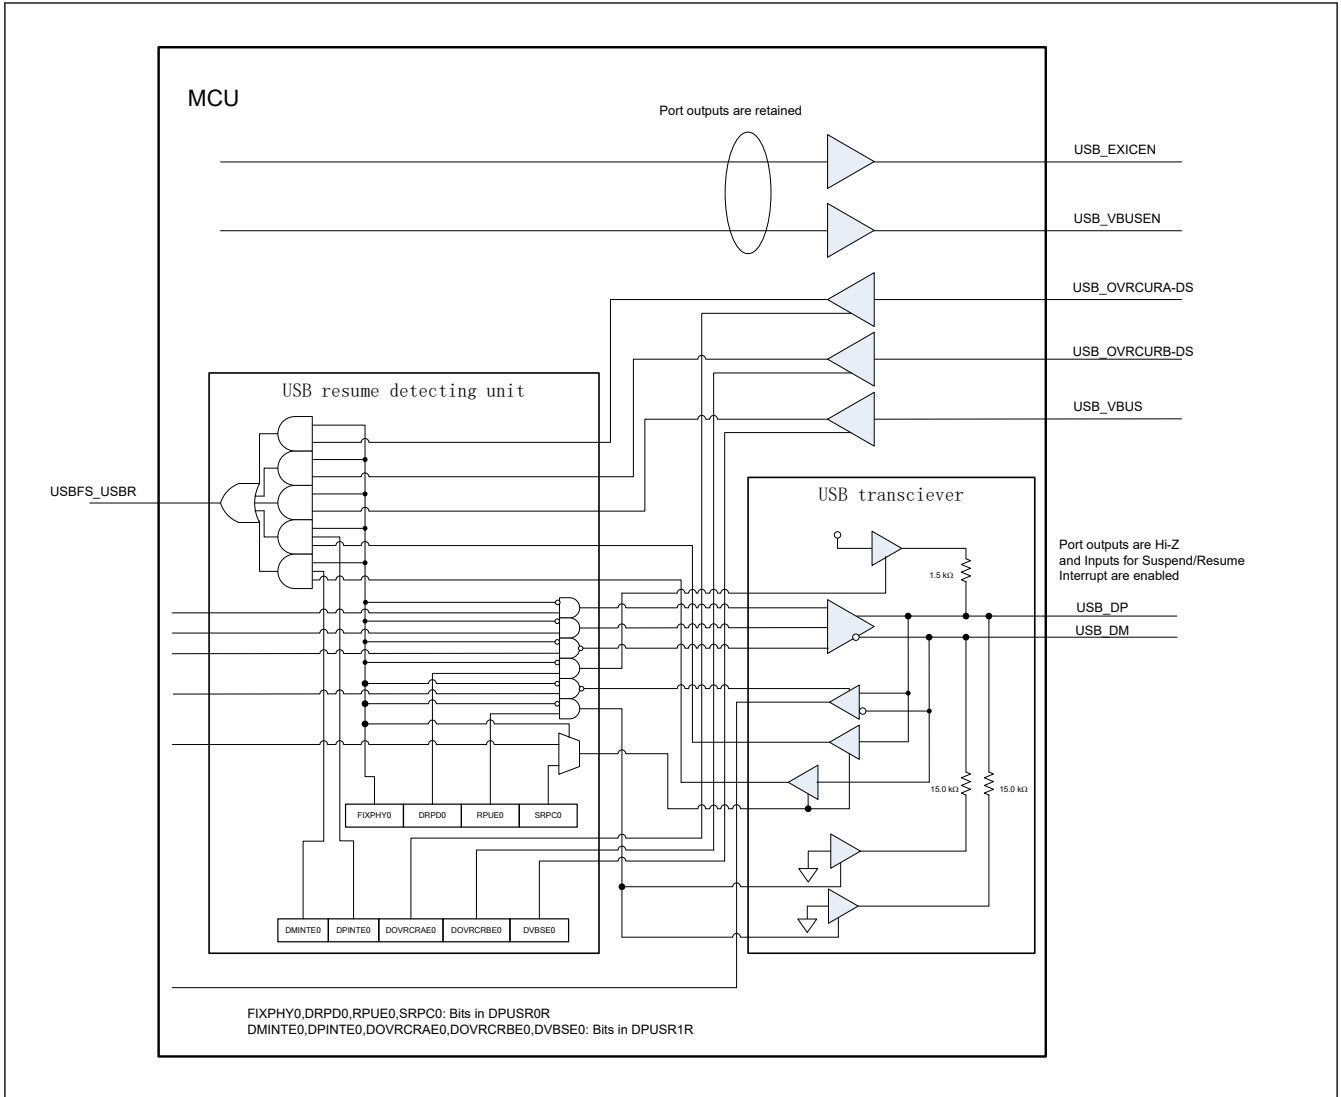 MCU
Port outputs are retained
USB_EXICEN
USB_VBUSEN
USB_OVRCURA-DS
USB_OVRCURB-DS
USB_VBUS
USB resume detecting unit
USBFS_USBR
USB transciever
Port outputs are Hi-Z
and Inputs for Suspend/Resume
Interrupt are enabled
1.5 kΩ
USB_DP
USB_DM
15.0 kΩ
15.0 kΩ
FIXPHY0
DRPD0
RPUE0
SRPC0
DMINTE0
DPINTE0
DOVRCRAE0
DOVRCRBE0
DVBSE0
FIXPHY0,DRPD0,RPUE0,SRPC0: Bits in DPUSR0R
DMINTE0,DPINTE0,DOVRCRAE0,DOVRCRBE0,DVBSE0: Bits in DPUSR1R